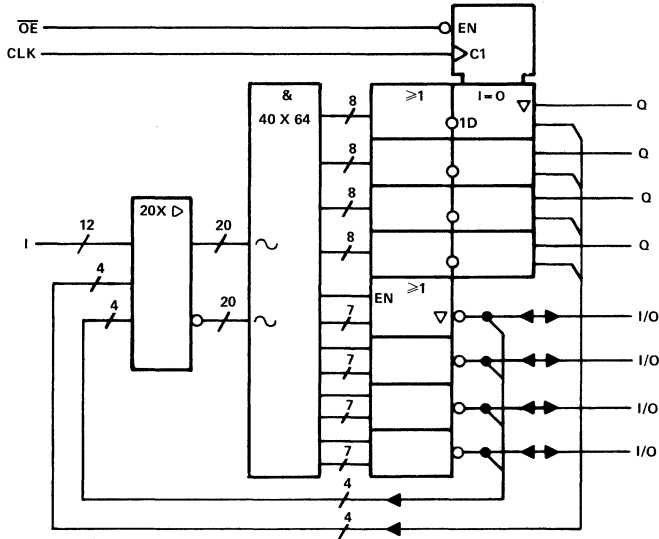 OE EN
CLK C1
& ⩾1 I = 0 ▽ Q
40 X 64 8 1D
8 Q
8 Q
20X ▷
12 20 8 Q
I ∼
4 EN ⩾1
4 20 ∼ 7 ▽ I/O
7 I/O
7 I/O
7 I/O
4
4